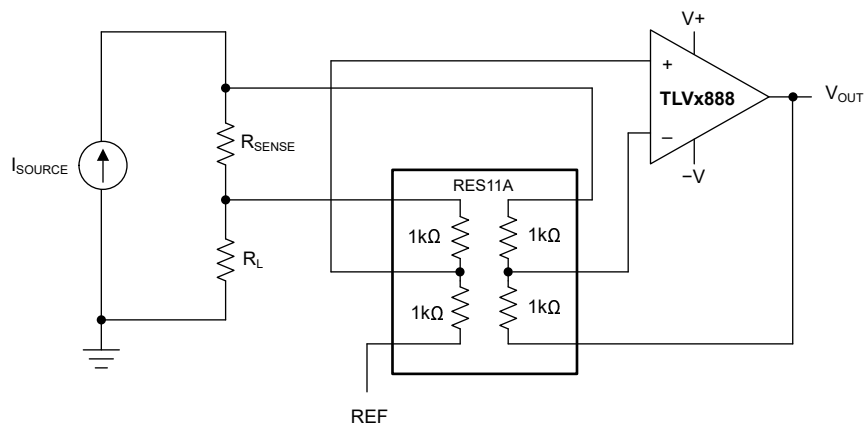 V+
+
TLVx888
VOUT
−
−V
RSENSE
ISOURCE
RES11A
1kΩ
1kΩ
RL
1kΩ
1kΩ
REF